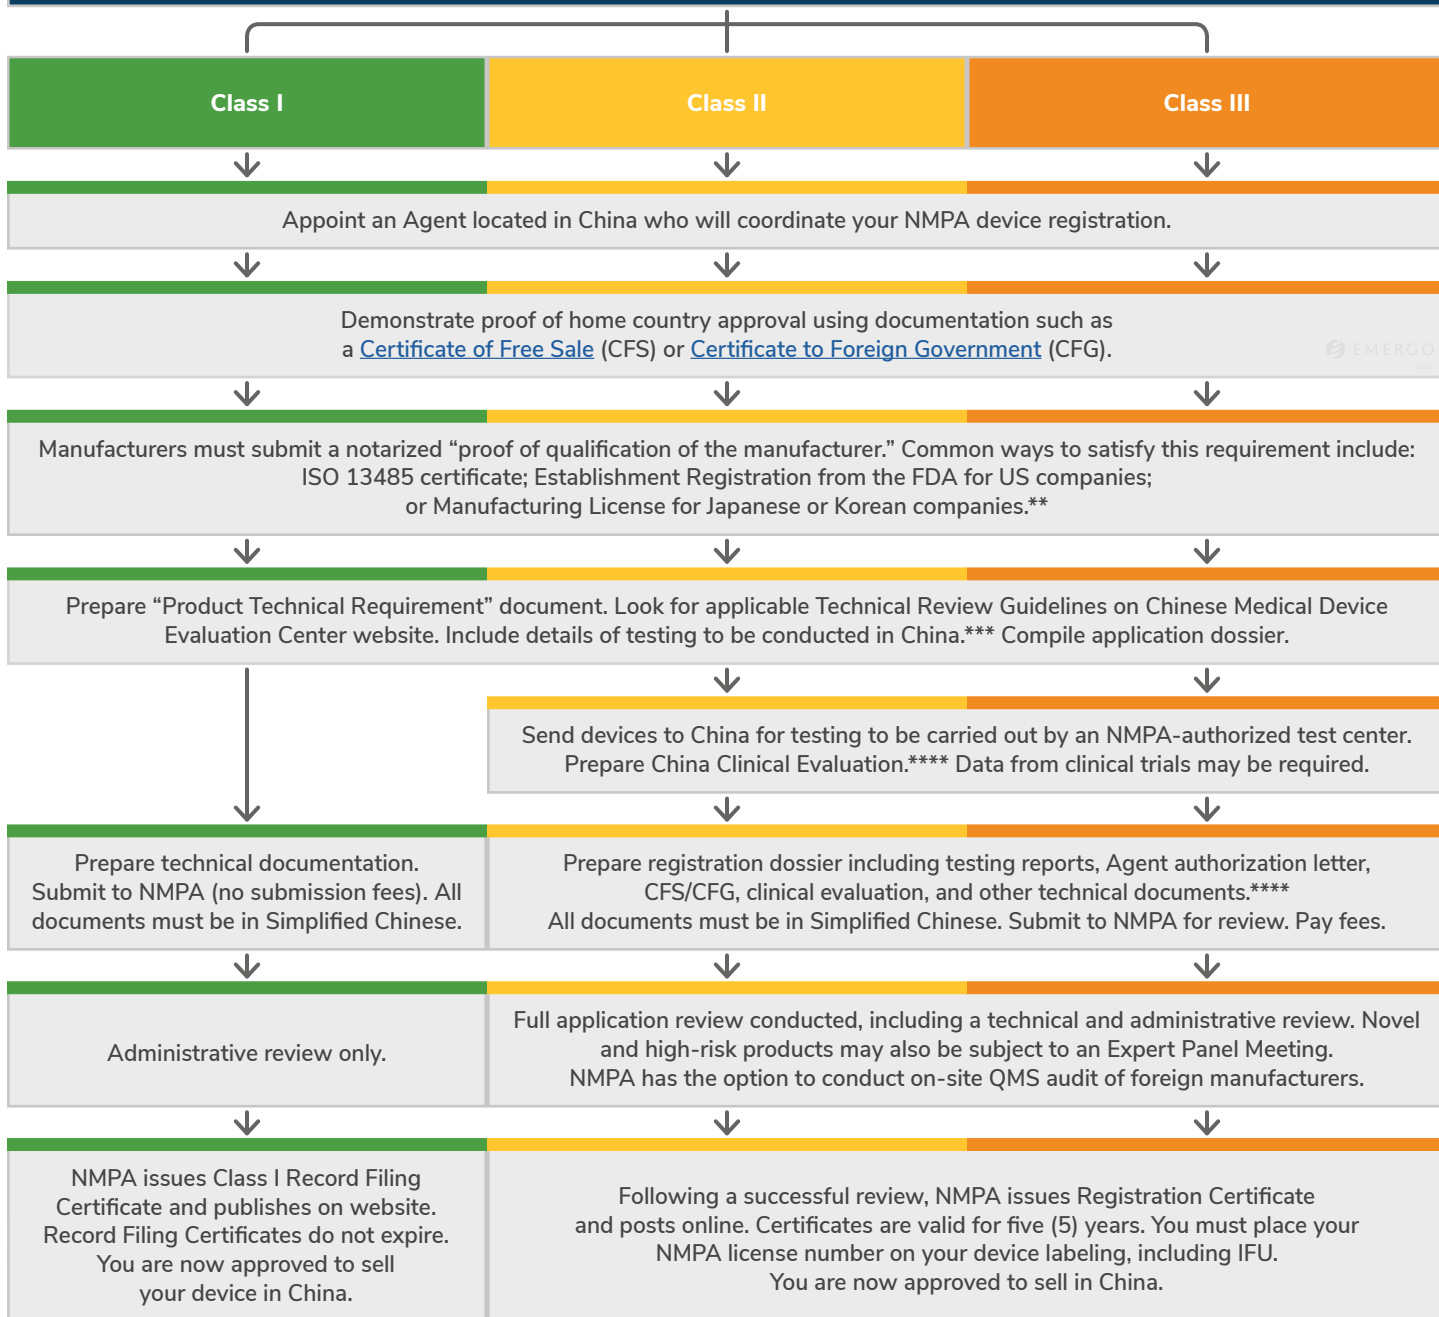 Class I
Class II
Class III
Appoint an Agent located in China who will coordinate your NMPA device registration.
Demonstrate proof of home country approval using documentation such as
a Certificate of Free Sale (CFS) or Certificate to Foreign Government (CFG).
EMERGO
Manufacturers must submit a notarized “proof of qualification of the manufacturer.” Common ways to satisfy this requirement include:
ISO 13485 certificate; Establishment Registration from the FDA for US companies;
or Manufacturing License for Japanese or Korean companies.**
Prepare “Product Technical Requirement” document. Look for applicable Technical Review Guidelines on Chinese Medical Device
Evaluation Center website. Include details of testing to be conducted in China.*** Compile application dossier.
Send devices to China for testing to be carried out by an NMPA-authorized test center.
Prepare China Clinical Evaluation.**** Data from clinical trials may be required.
Prepare technical documentation.
Submit to NMPA (no submission fees). All
documents must be in Simplified Chinese.
Prepare registration dossier including testing reports, Agent authorization letter,
CFS/CFG, clinical evaluation, and other technical documents.****
All documents must be in Simplified Chinese. Submit to NMPA for review. Pay fees.
Administrative review only.
Full application review conducted, including a technical and administrative review. Novel
and high-risk products may also be subject to an Expert Panel Meeting.
NMPA has the option to conduct on-site QMS audit of foreign manufacturers.
NMPA issues Class I Record Filing
Certificate and publishes on website.
Record Filing Certificates do not expire.
You are now approved to sell
your device in China.
Following a successful review, NMPA issues Registration Certificate
and posts online. Certificates are valid for five (5) years. You must place your
NMPA license number on your device labeling, including IFU.
You are now approved to sell in China.